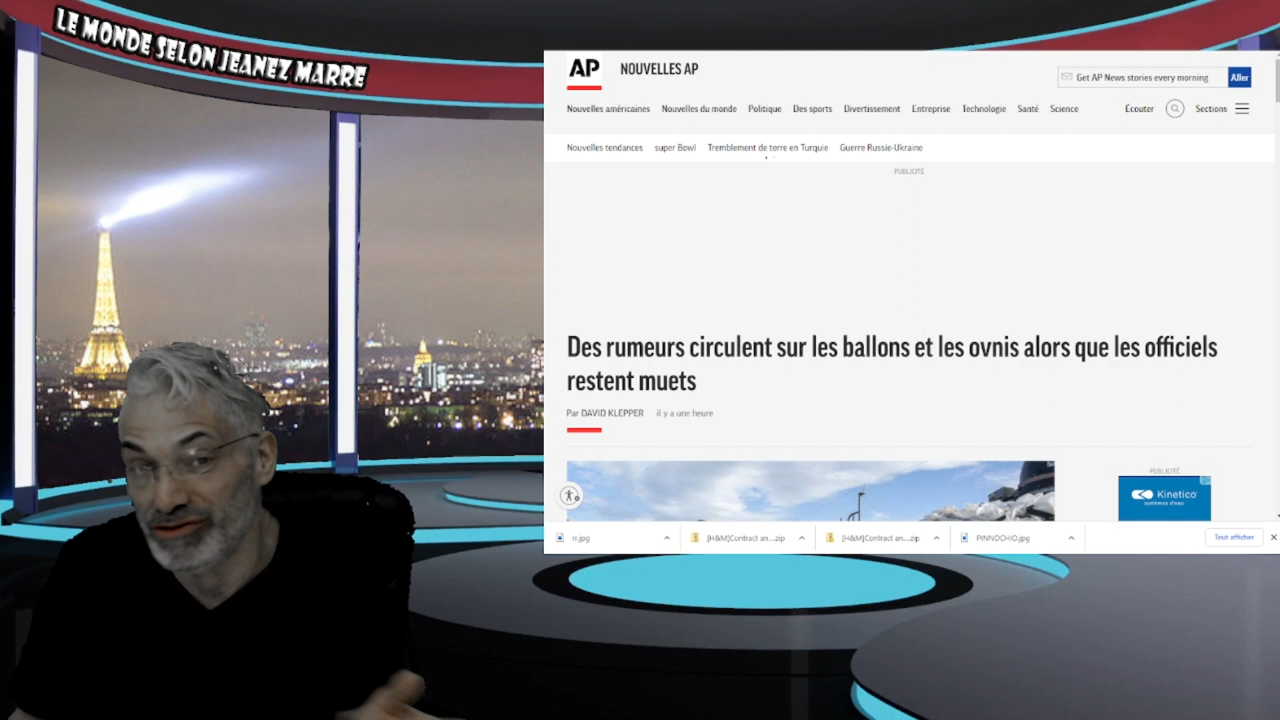 LE MONDE SELON JEANEZ MARRE
AP NOUVELLES AP
Get AP News stories every morning Aller
Nouvelles américaines Nouvelles du monde Politique Des sports Divertissement Entreprise Technologie Santé Science Ecouter Sections
Nouvelles tendances super Bowl Tremblement de terre en Turquie Guerre Russie-Ukraine
PUBLICITÉ
Des rumeurs circulent sur les ballons et les ovnis alors que les officiels
restent muets
Par DAVID KLEPPER il y a une heure
PUBLICITÉ
Kinetico
systèmes d'eau
rr.jpg [H&M]Contract an....zip [H&M]Contract an....zip PINNOCHIO.jpg Tout afficher